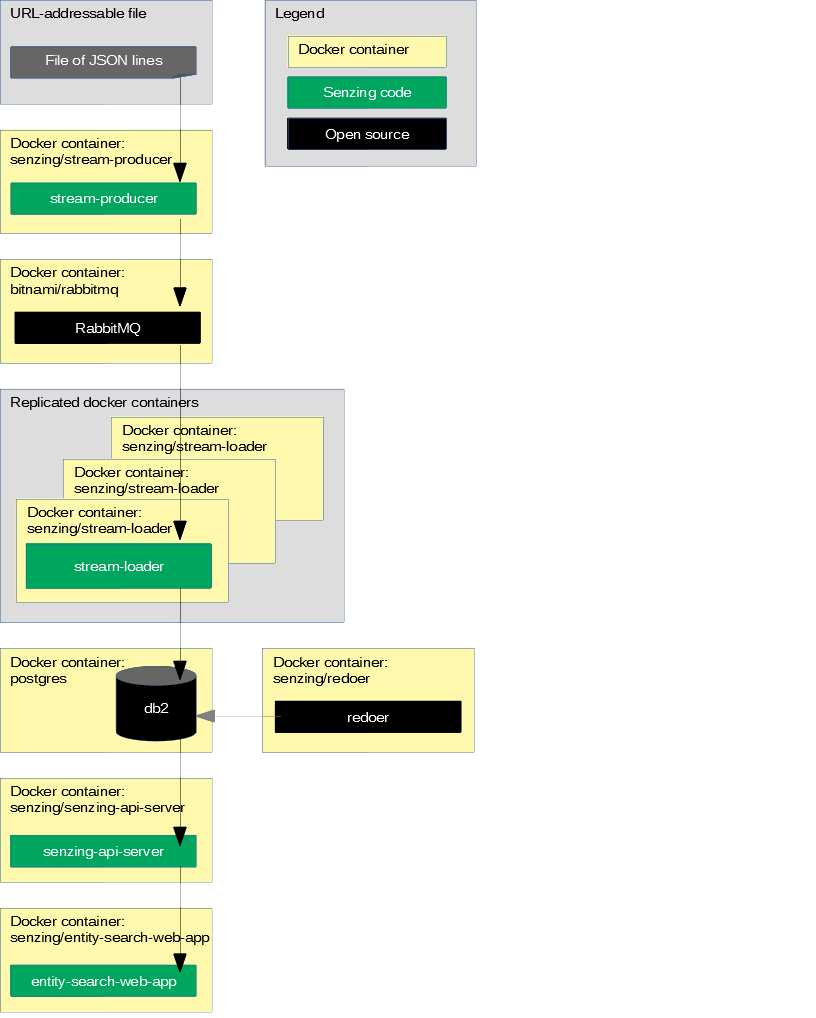 URL-addressable file
File of JSON lines
Legend
Docker container
Senzing code
Open source
Docker container:
senzing/stream-producer
stream-producer
Docker container:
bitnami/rabbitmq
RabbitMQ
Replicated docker containers
Docker container:
senzing/stream-loader
Docker container:
senzing/stream-loader
Docker container:
senzing/stream-loader
stream-loader
Docker container:
postgres
db2
Docker container:
senzing/redoer
redoer
Docker container:
senzing/senzing-api-server
senzing-api-server
Docker container:
senzing/entity-search-web-app
entity-search-web-app